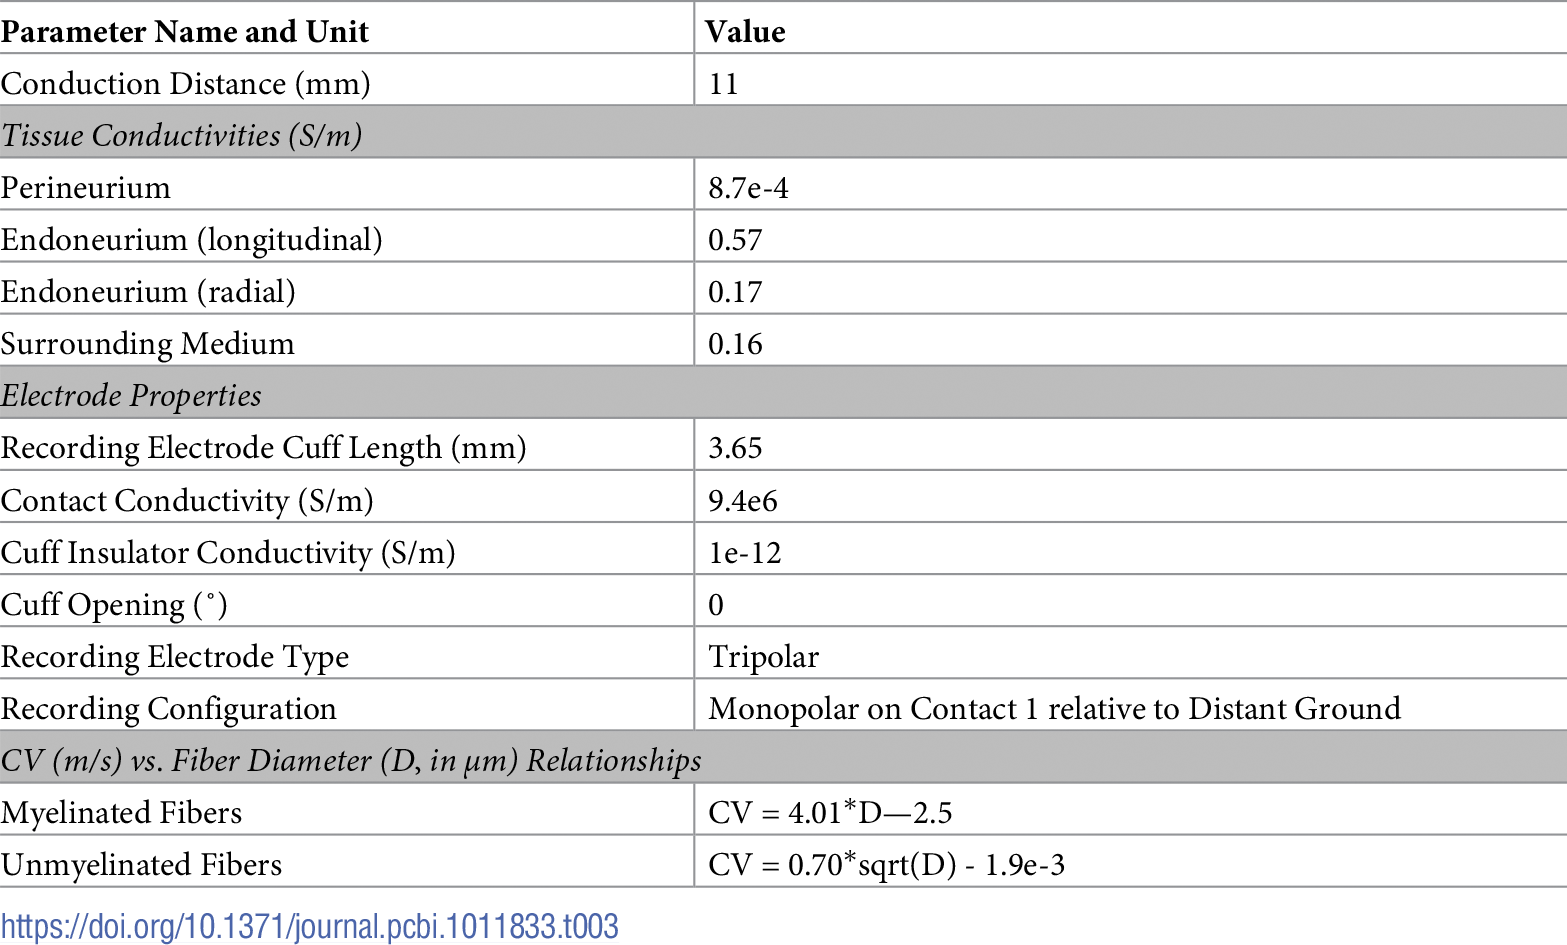 Parameter Name and Unit Value
Conduction Distance (mm) 11
Tissue Conductivities (S/m)
Perineurium 8.7e-4
Endoneurium (longitudinal) 0.57
Endoneurium (radial) 0.17
Surrounding Medium 0.16
Electrode Properties
Recording Electrode Cuff Length (mm) 3.65
Contact Conductivity (S/m) 9.4e6
Cuff Insulator Conductivity (S/m) 1e-12
Cuff Opening (˚) 0
Recording Electrode Type Tripolar
Recording Configuration Monopolar on Contact 1 relative to Distant Ground
CV (m/s) vs. Fiber Diameter (D, in μm) Relationships
Myelinated Fibers CV = 4.01*D—2.5
Unmyelinated Fibers CV = 0.70*sqrt(D) - 1.9e-3
https://doi.org/10.1371/journal.pcbi.1011833.t003